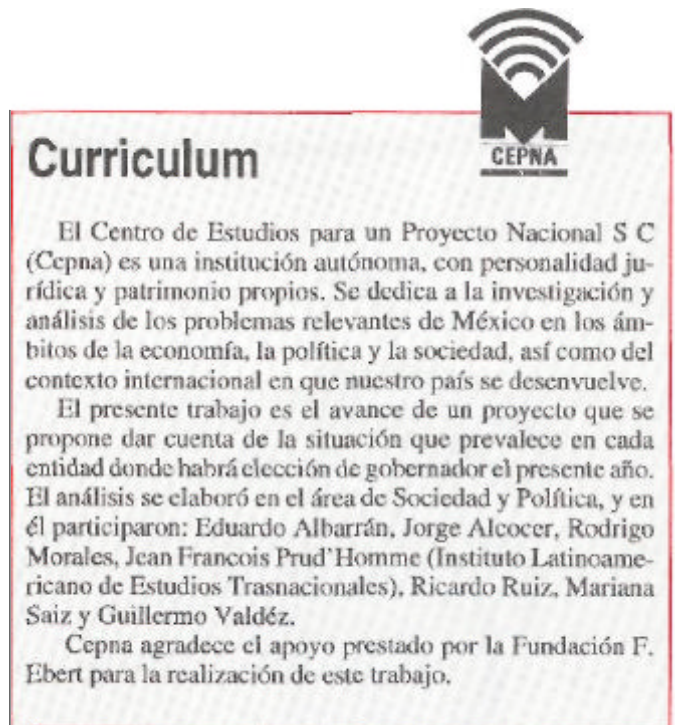 CEPNA
Curriculum
El Centro de Estudios para un Proyecto Nacional S C
(Cepna) es una institución autónoma, con personalidad ju-
rídica y patrimonio propios. Se dedica a la investigación y
análisis de los problemas relevantes de México en los ám-
bitos de la economía, la política y la sociedad, así como del
contexto internacional en que nuestro país se desenvuelve.
El presente trabajo es el avance de un proyecto que se
propone dar cuenta de la situación que prevalece en cada
entidad donde habrá elección de gobernador el presente año.
El análisis se elaboró en el área de Sociedad y Política, y en
él participaron: Eduardo Albarrán, Jorge Alcocer, Rodrigo
Morales, Jean Francois Prud'Homme (Instituto Latinoame-
ricano de Estudios Trasnacionales), Ricardo Ruiz, Mariana
Saiz y Guillermo Valdéz.
Cepna agradece el apoyo prestado por la Fundación F.
Ebert para la realización de este trabajo.